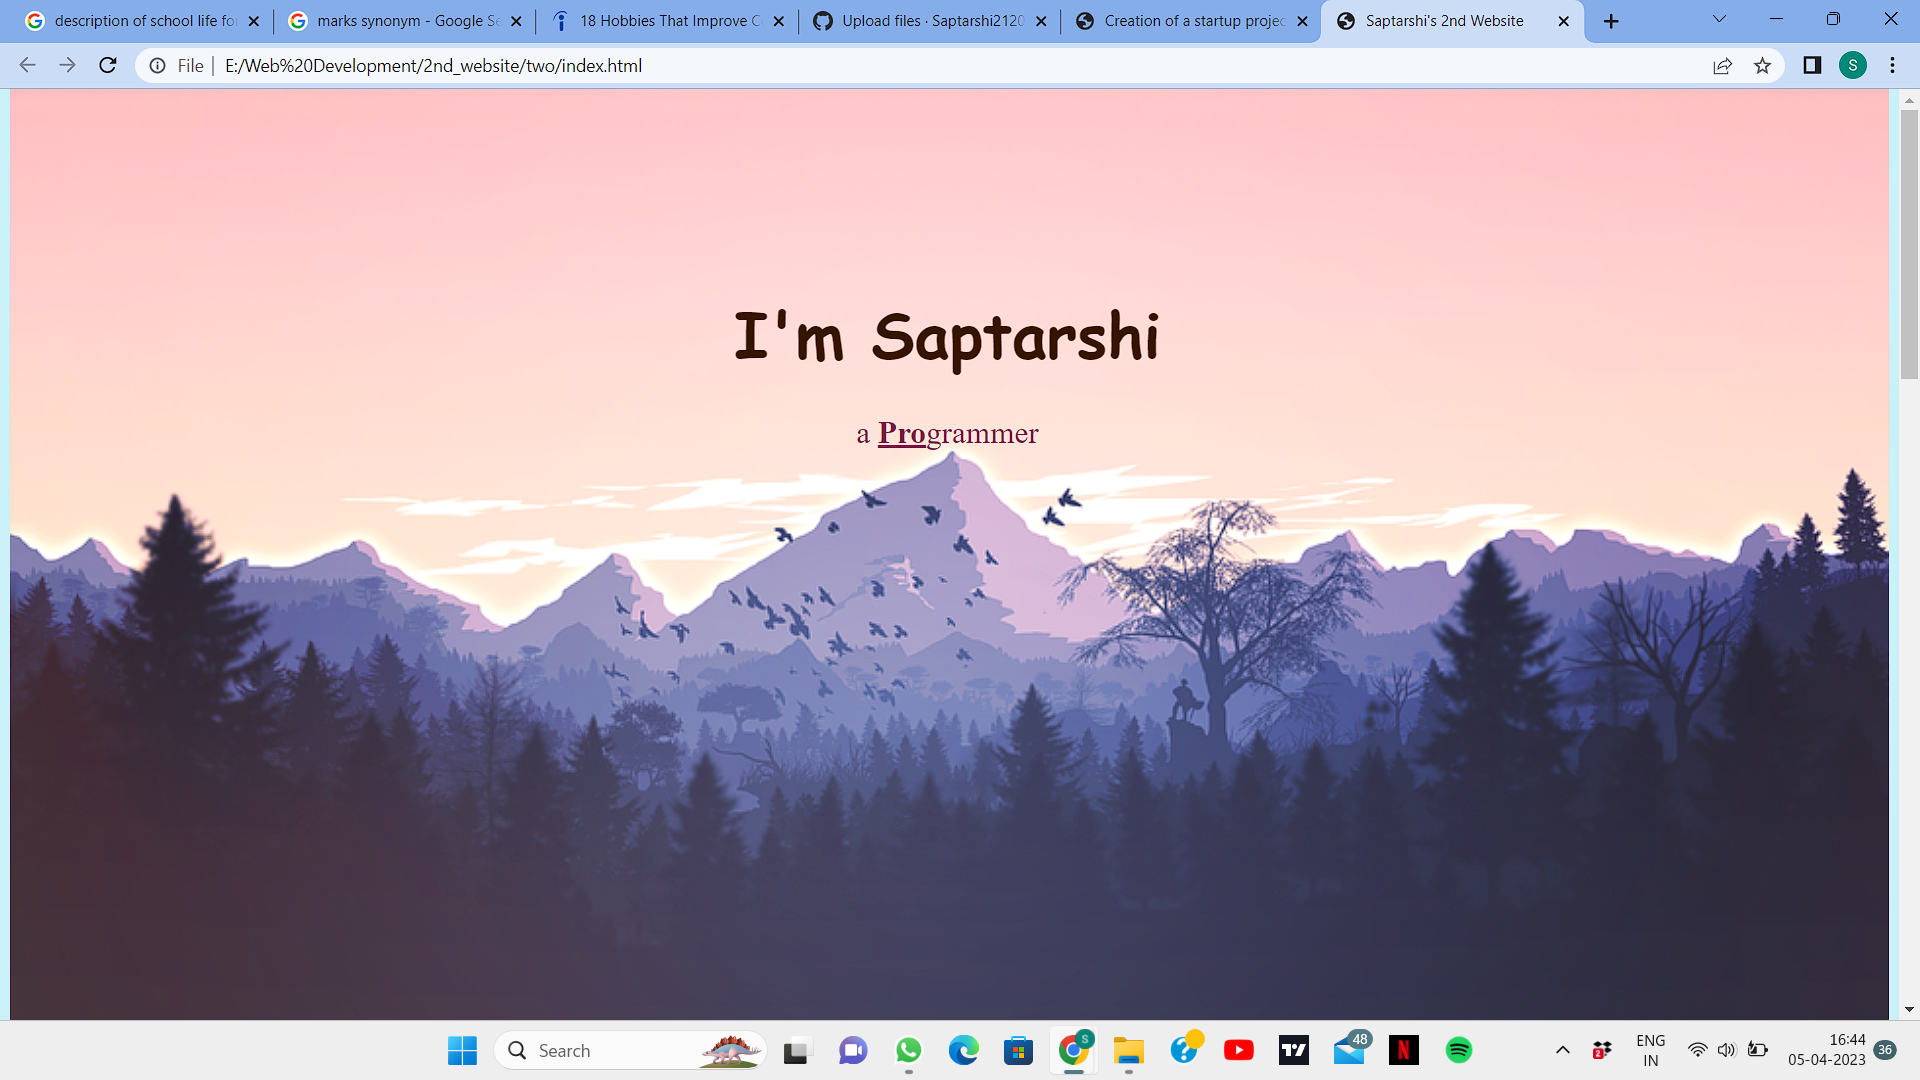 description of school life fo
marks synonym - Google Se
18 Hobbies That Improve C
Upload files · Saptarshi2120
Creation of a startup projec
Saptarshi's 2nd Website
File | E:/Web%20Development/2nd_website/two/index.html
S
I'm Saptarshi
a Programmer
Search
S
48
N
2
ENG
IN
16:44
05-04-2023
36